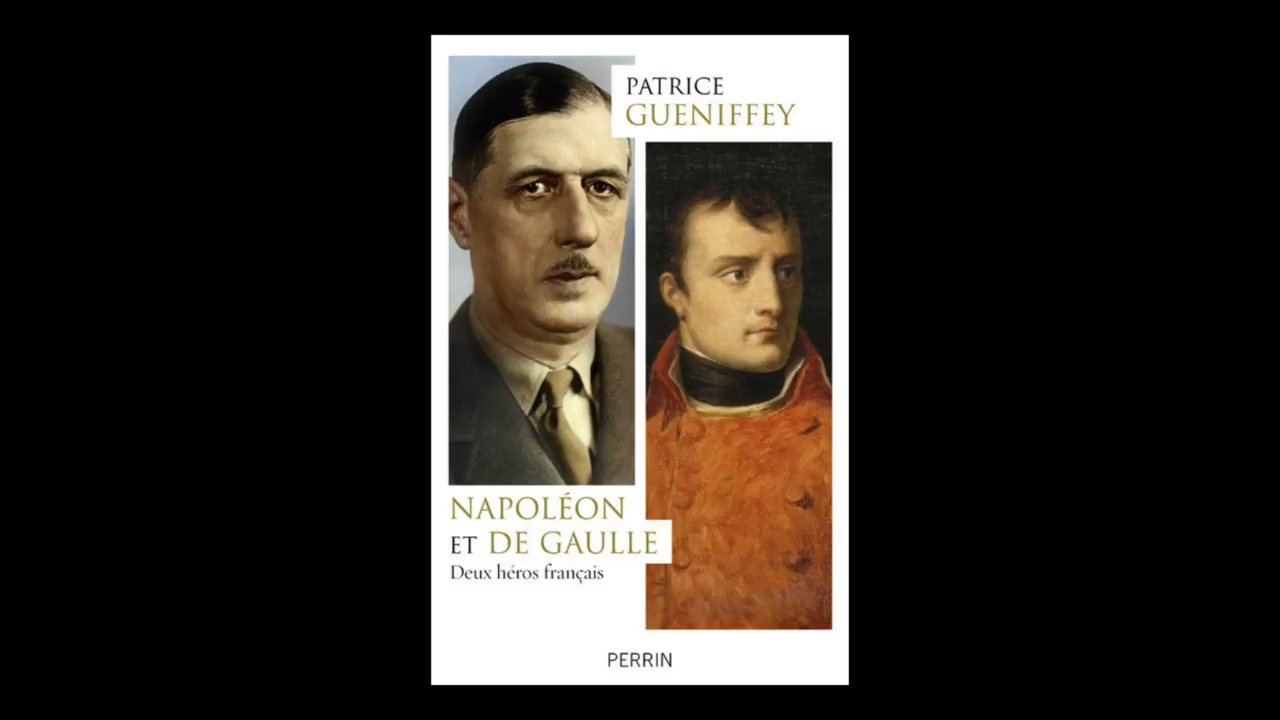 PATRICE
GUENIFFEY
NAPOLÉON
ET DE GAULLE
Deux héros français
PERRIN